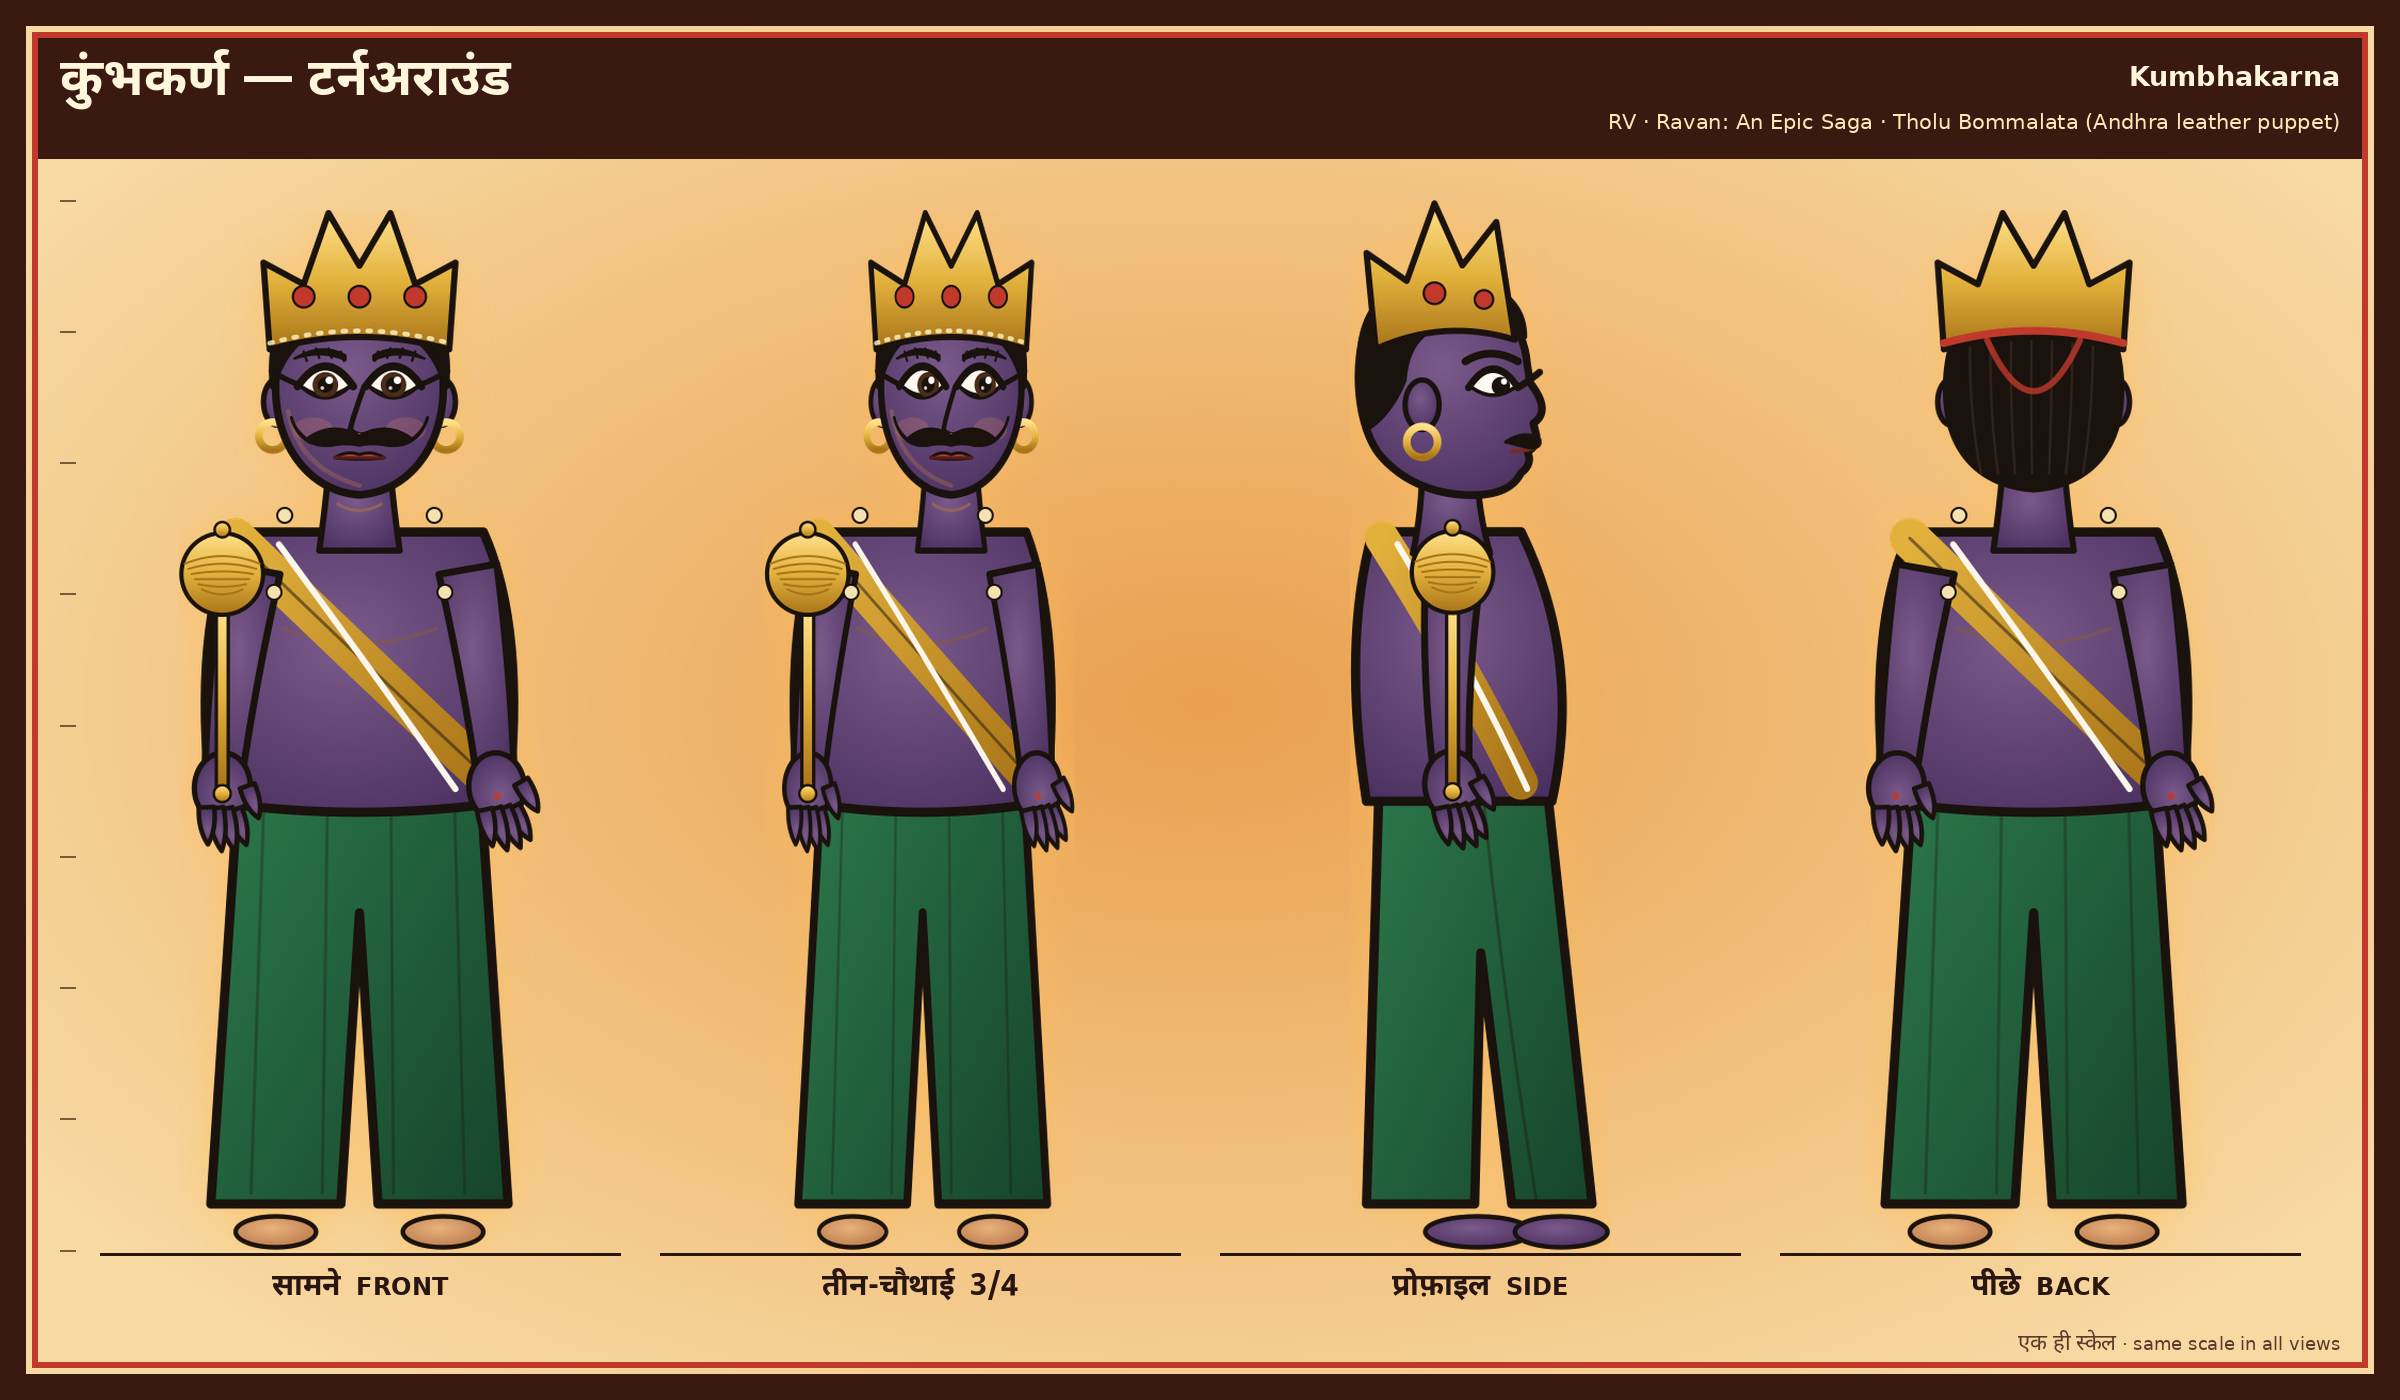 कुंभकर्ण — टर्नअराउंड
Kumbhakarna
RV · Ravan: An Epic Saga · Tholu Bommalata (Andhra leather puppet)
सामने FRONT
तीन-चौथाई 3/4
प्रोफ़ाइल SIDE
पीछे BACK
एक ही स्केल · same scale in all views